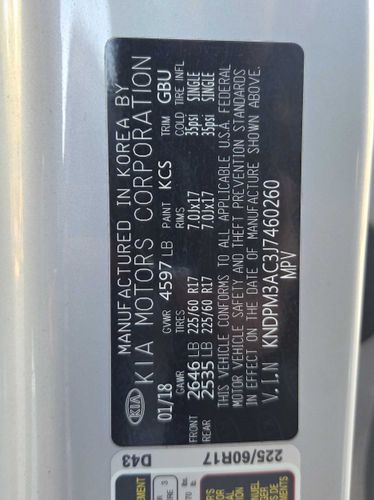 KIA
MANUFACTURED IN KOREA BY
KIA MOTORS CORPORATION
01/18 GVWR 4597 LB PAINT KCS TRIM GBU
GAWR TIRES RIMS COLD TIRE INFL
FRONT 2646 LB 225/60 R17 7.0JX17 35psi SINGLE
REAR 2535 LB 225/60 R17 7.0JX17 35psi SINGLE
THIS VEHICLE CONFORMS TO ALL APPLICABLE U.S.A. FEDERAL
MOTOR VEHICLE SAFETY AND THEFT PREVENTION STANDARDS
IN EFFECT ON THE DATE OF MANUFACTURE SHOWN ABOVE.
V.I.N KNDPM3AC3J7460260
MPV
D43
225/60R17